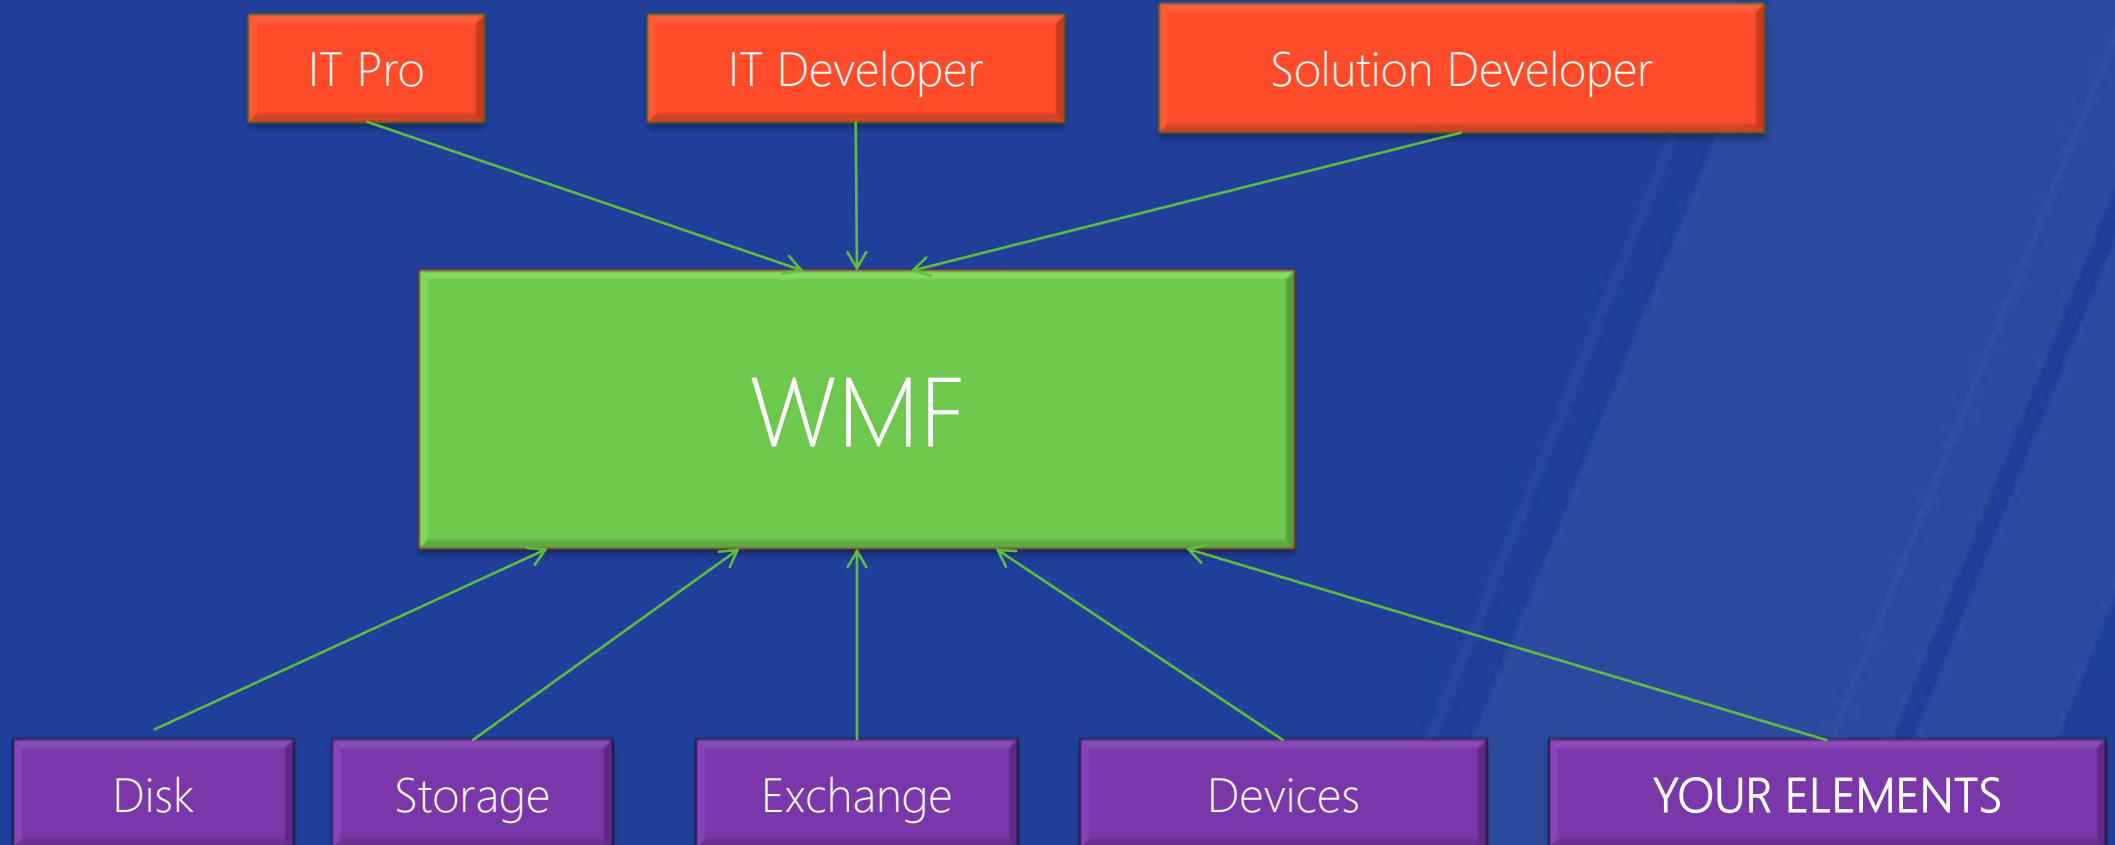 IT Pro
IT Developer
Solution Developer
WMF
Disk
Storage
Exchange
Devices
YOUR ELEMENTS